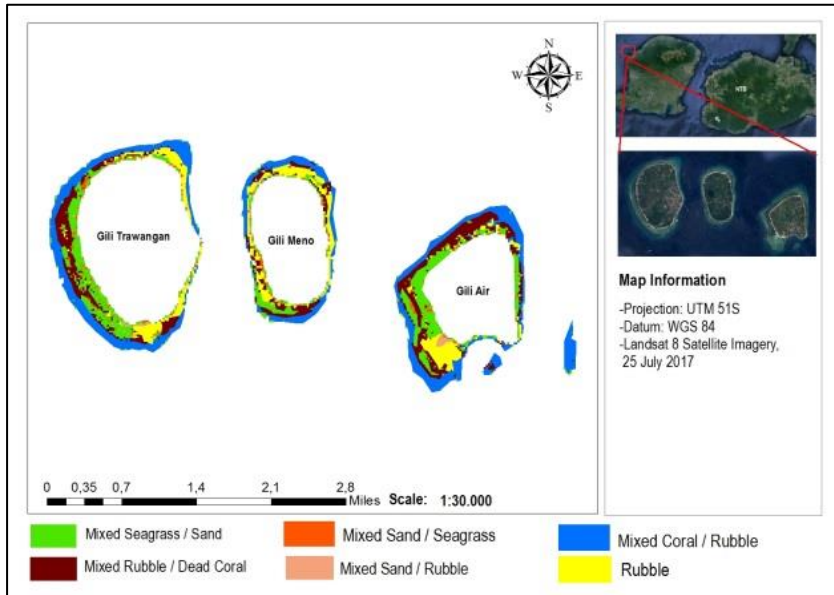 N
W E
S
NTB
Gili Trawangan
Gili Meno
Gili Air
Map Information
-Projection: UTM 51S
-Datum: WGS 84
-Landsat 8 Satellite Imagery,
25 July 2017
0 0,35 0,7 1,4 2,1 2,8
Miles Scale: 1:30.000
Mixed Seagrass / Sand
Mixed Sand / Seagrass
Mixed Coral / Rubble
Mixed Rubble / Dead Coral
Mixed Sand / Rubble
Rubble